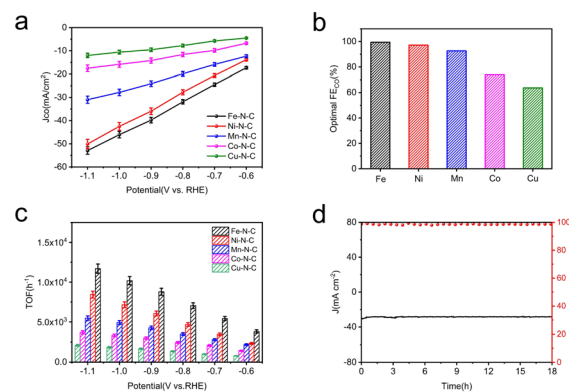 a
Jco(mA/cm²)
0
-10
-20
-30
-40
-50
-60
Fe-N-C
Ni-N-C
Mn-N-C
Co-N-C
Cu-N-C
-1.1 -1.0 -0.9 -0.8 -0.7 -0.6
Potential(V vs. RHE)
b
Optimal FE_CO(%)
100
80
60
40
20
0
Fe Ni Mn Co Cu
c
TOF(h⁻¹)
1.5x10⁴
1.0x10⁴
5.0x10³
0.0
Fe-N-C
Ni-N-C
Mn-N-C
Co-N-C
Cu-N-C
-1.1 -1.0 -0.9 -0.8 -0.7 -0.6
Potential(V vs.RHE)
d
J(mA cm⁻²)
80
40
0
-40
-80
100
80
60
40
20
0
0 3 6 9 12 15 18
Time(h)